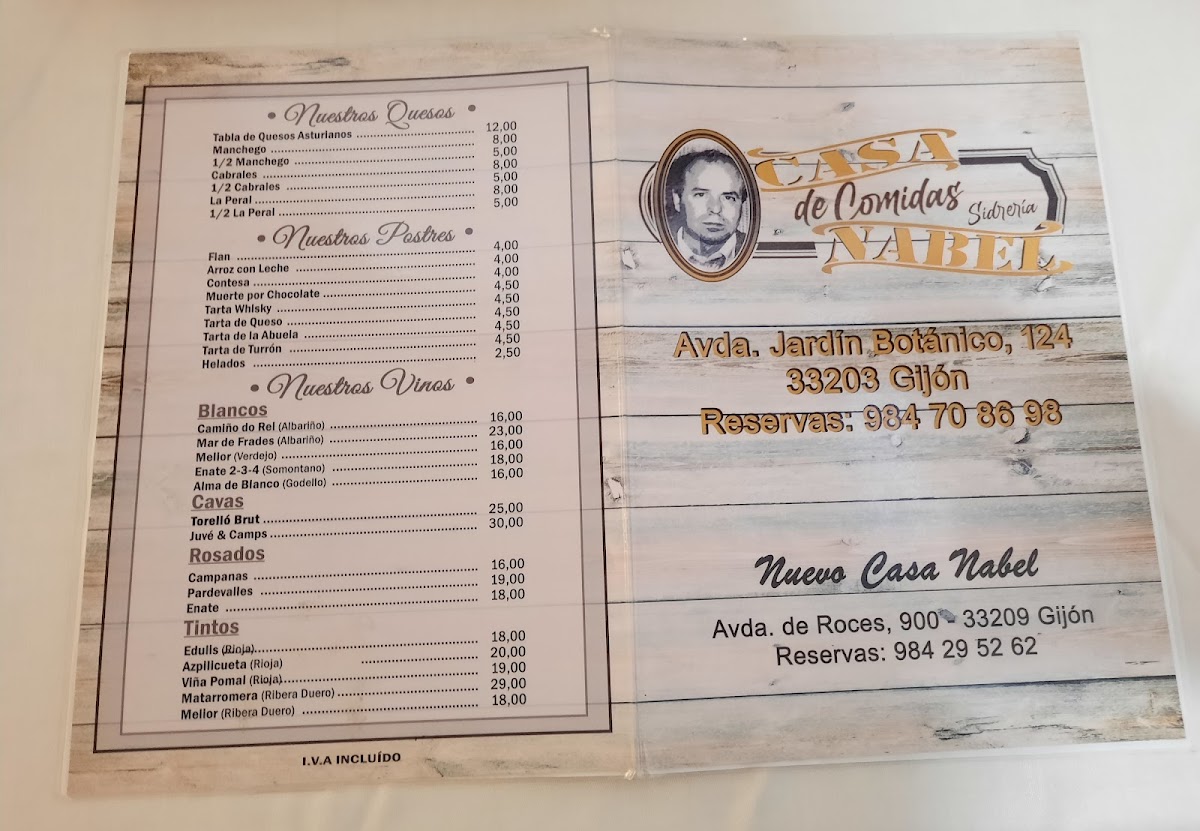 • Nuestros Quesos •
Tabla de Quesos Asturianos ........ 12,00
Manchego ........ 8,00
1/2 Manchego ........ 5,00
Cabrales ........ 8,00
1/2 Cabrales ........ 5,00
La Peral ........ 8,00
1/2 La Peral ........ 5,00
• Nuestros Postres •
Flan ........ 4,00
Arroz con Leche ........ 4,00
Contesa ........ 4,00
Muerte por Chocolate ........ 4,50
Tarta Whisky ........ 4,50
Tarta de Queso ........ 4,50
Tarta de la Abuela ........ 4,50
Tarta de Turrón ........ 4,50
Helados ........ 2,50
• Nuestros Vinos •
Blancos
Camiño do Rei (Albariño) ........ 16,00
Mar de Frades (Albariño) ........ 23,00
Melior (Verdejo) ........ 16,00
Enate 2-3-4 (Somontano) ........ 18,00
Alma de Blanco (Godello) ........ 16,00
Cavas
Torelló Brut ........ 25,00
Juvé & Camps ........ 30,00
Rosados
Campanas ........ 16,00
Pardevalles ........ 19,00
Enate ........ 18,00
Tintos
Edulis (Rioja) ........ 18,00
Azpilicueta (Rioja) ........ 20,00
Viña Pomal (Rioja) ........ 19,00
Matarromera (Ribera Duero) ........ 29,00
Melior (Ribera Duero) ........ 18,00
I.V.A INCLUÍDO
CASA
de Comidas
Sidrería
NABEL
Avda. Jardín Botánico, 124
33203 Gijón
Reservas: 984 70 86 98
Nuevo Casa Nabel
Avda. de Roces, 900 - 33209 Gijón
Reservas: 984 29 52 62